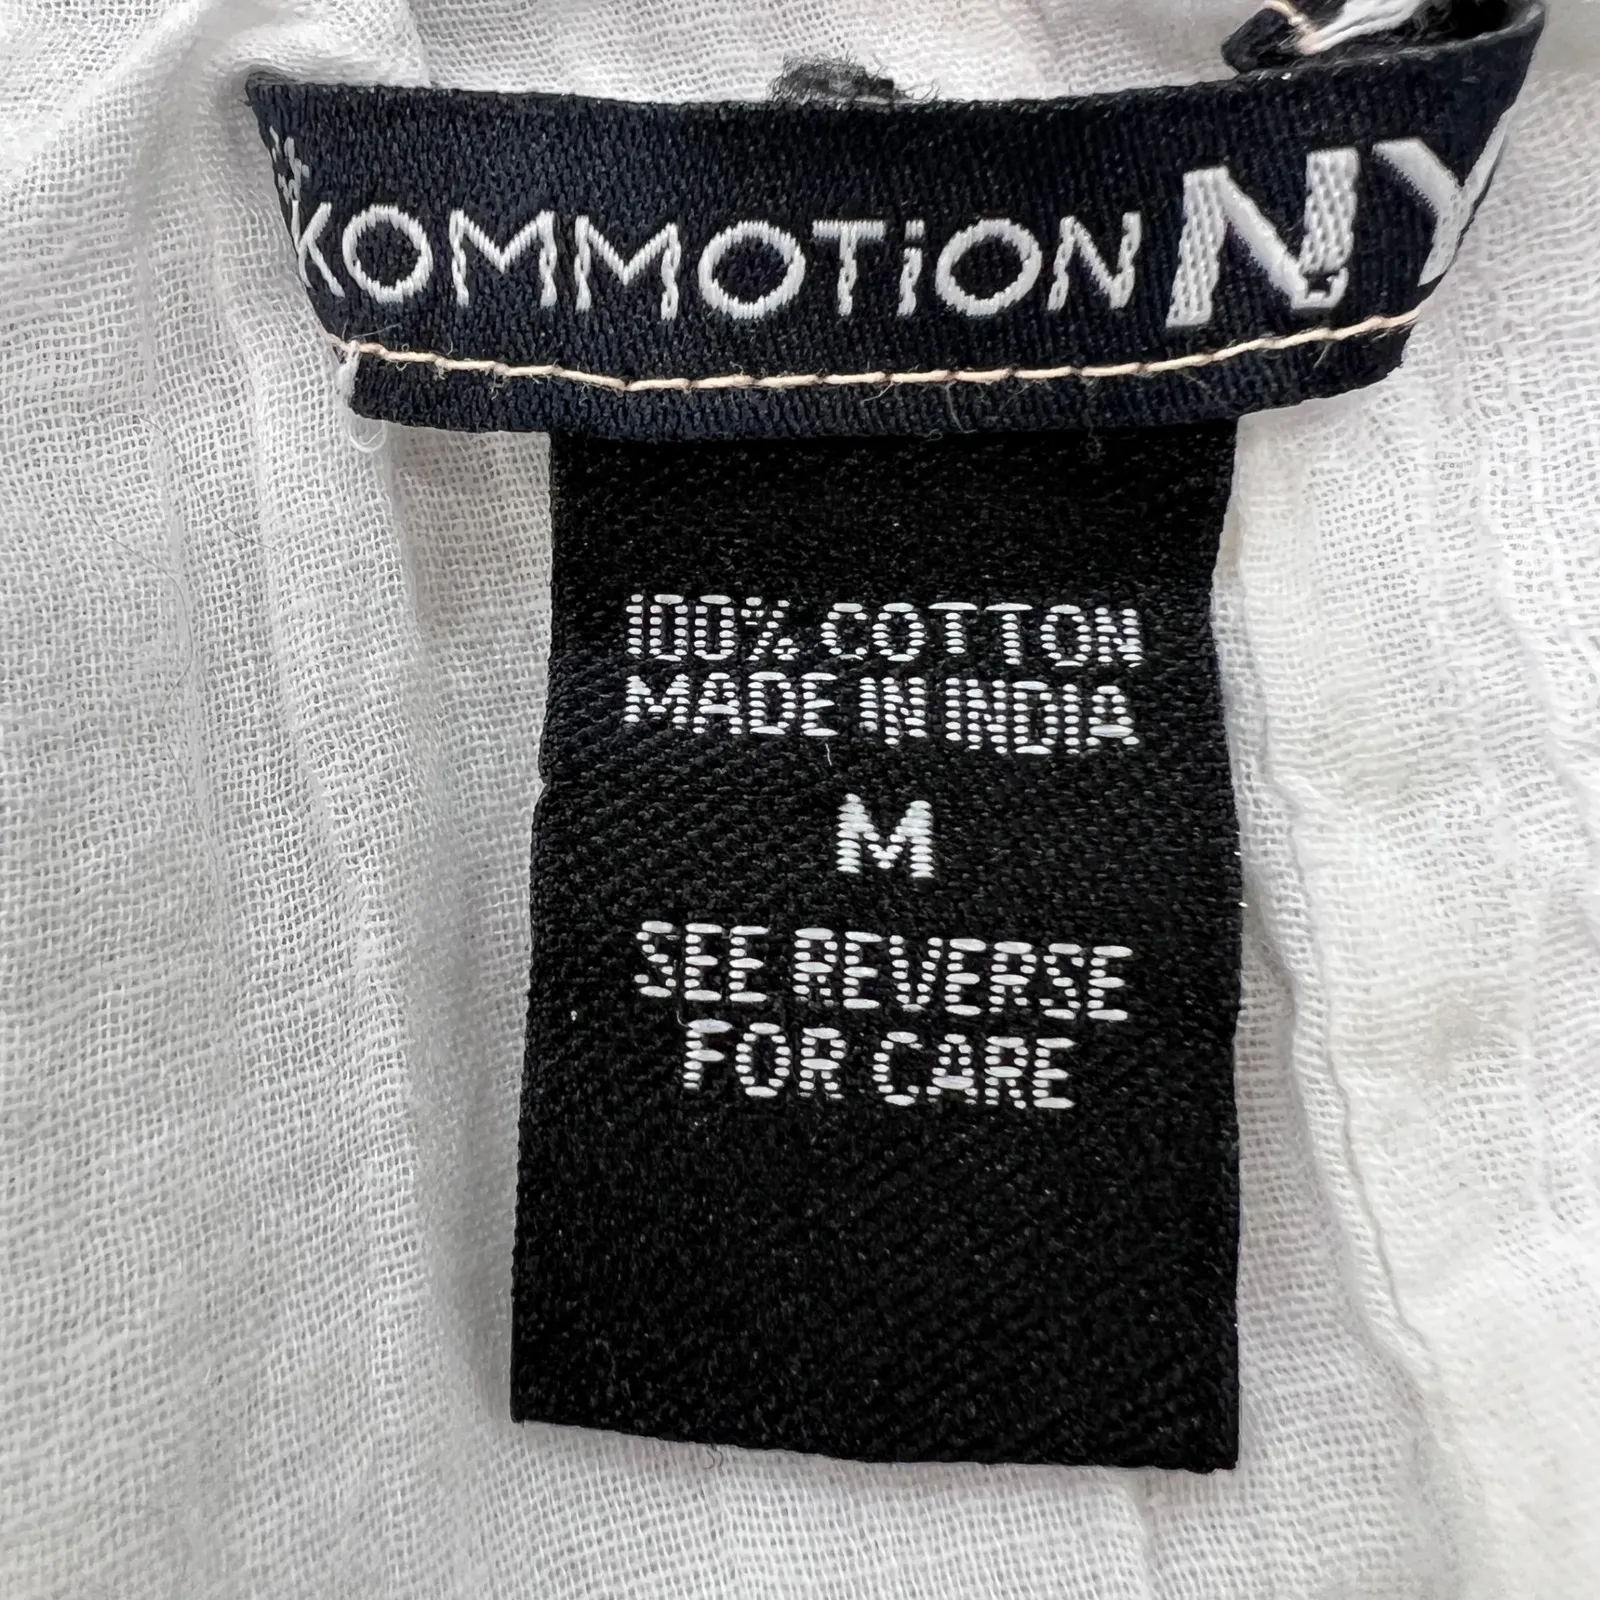 KOMMOTiON NY
100% COTTON
MADE IN INDIA
M
SEE REVERSE
FOR CARE